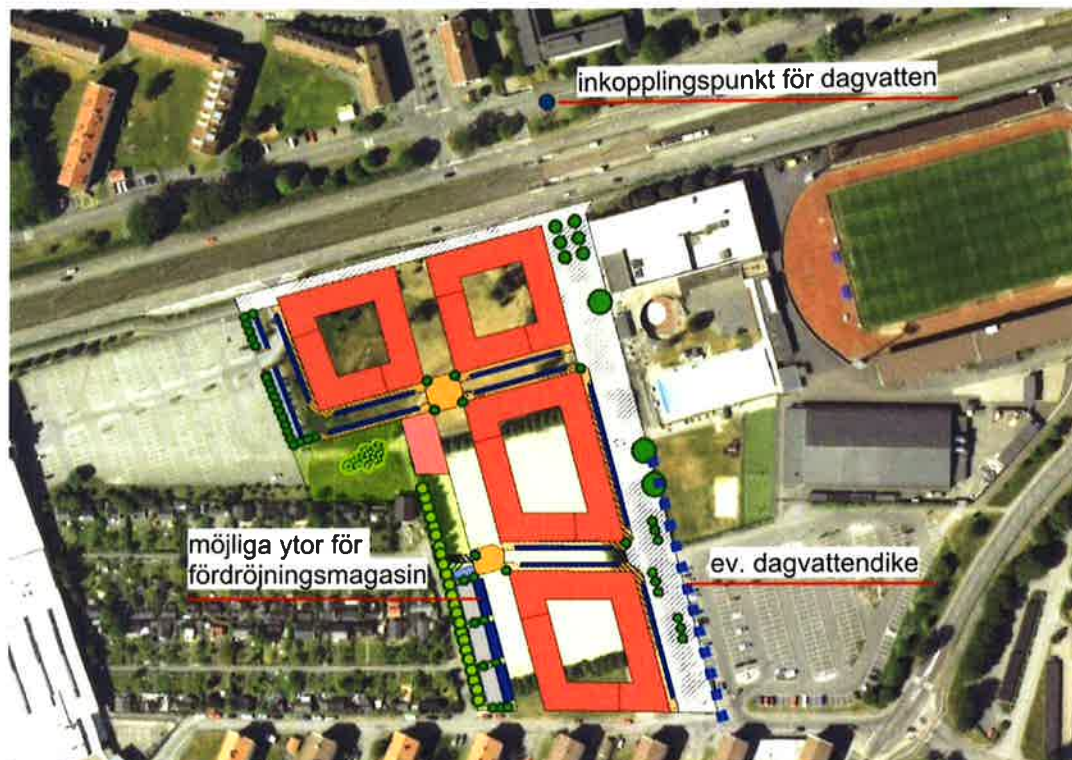 inkopplingspunkt för dagvatten
möjliga ytor för
fördröjningsmagasin
ev. dagvattendike